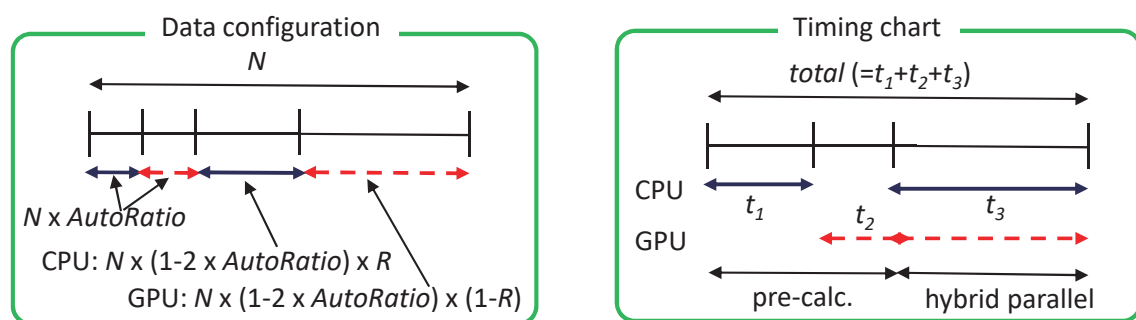 Data configuration
N
N x AutoRatio
CPU: N x (1-2 x AutoRatio) x R
GPU: N x (1-2 x AutoRatio) x (1-R)
Timing chart
total (=t1+t2+t3)
CPU
t1
t3
t2
GPU
pre-calc.
hybrid parallel